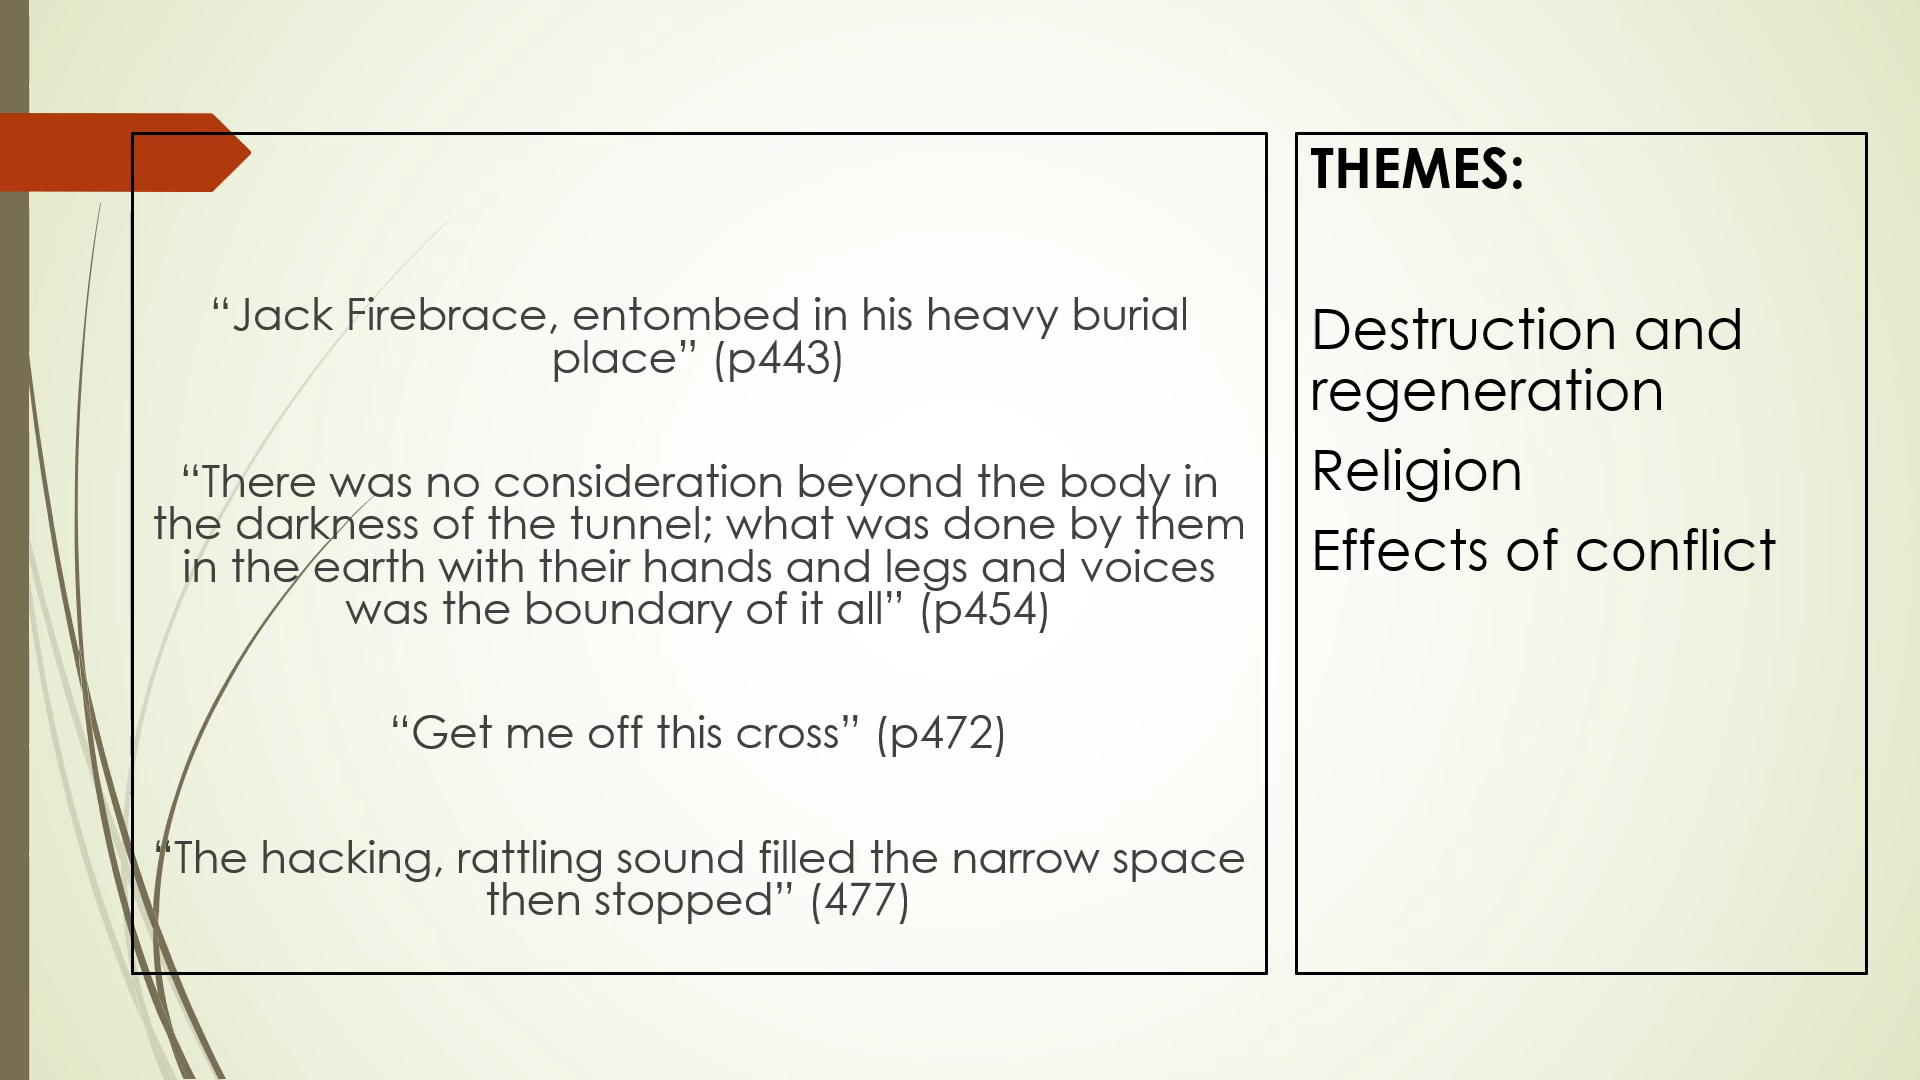 “Jack Firebrace, entombed in his heavy burial
place” (p443)
“There was no consideration beyond the body in
the darkness of the tunnel; what was done by them
in the earth with their hands and legs and voices
was the boundary of it all” (p454)
“Get me off this cross” (p472)
“The hacking, rattling sound filled the narrow space
then stopped” (477)
THEMES:
Destruction and
regeneration
Religion
Effects of conflict